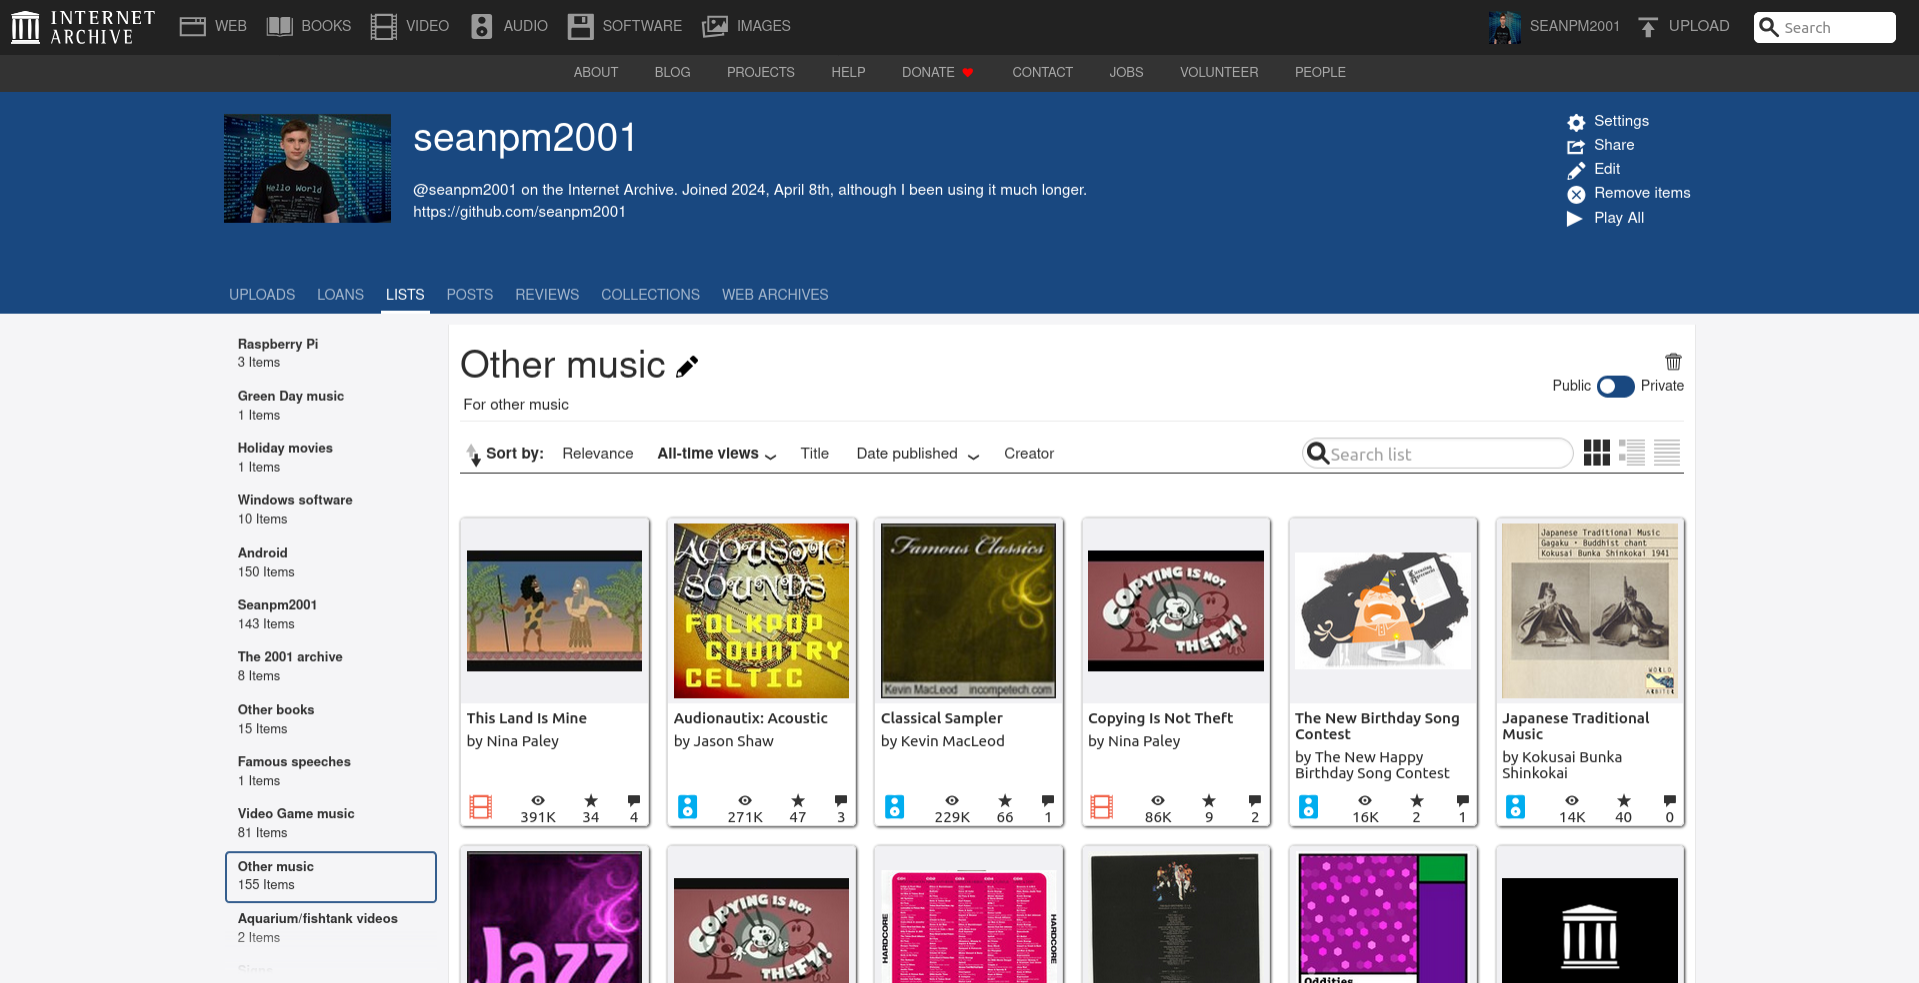 INTERNET ARCHIVE
WEB
BOOKS
VIDEO
AUDIO
SOFTWARE
IMAGES
SEANPM2001
UPLOAD
Search
ABOUT
BLOG
PROJECTS
HELP
DONATE
CONTACT
JOBS
VOLUNTEER
PEOPLE
Hello World
seanpm2001
@seanpm2001 on the Internet Archive. Joined 2024, April 8th, although I been using it much longer.
https://github.com/seanpm2001
Settings
Share
Edit
Remove items
Play All
UPLOADS
LOANS
LISTS
POSTS
REVIEWS
COLLECTIONS
WEB ARCHIVES
Raspberry Pi
3 Items
Green Day music
1 Items
Holiday movies
1 Items
Windows software
10 Items
Android
150 Items
Seanpm2001
143 Items
The 2001 archive
8 Items
Other books
15 Items
Famous speeches
1 Items
Video Game music
81 Items
Other music
155 Items
Aquarium/fishtank videos
2 Items
Signs
Other music
For other music
Public
Private
Sort by:
Relevance
All-time views
Title
Date published
Creator
Search list
This Land Is Mine
by Nina Paley
391K
34
4
ACOUSTIC
SOUNDS
FOLKPOP
COUNTRY
CELTIC
Audionautix: Acoustic
by Jason Shaw
271K
47
3
Famous Classics
Kevin MacLeod incompetech.com
Classical Sampler
by Kevin MacLeod
229K
66
1
COPYING IS NOT
THEFT!
Copying Is Not Theft
by Nina Paley
86K
9
2
The New Birthday Song
Contest
by The New Happy
Birthday Song Contest
16K
2
1
Japanese Traditional Music
Gagaku · Buddhist chant
Kokusai Bunka Shinkokai 1941
WORLD
ARBITER
Japanese Traditional
Music
by Kokusai Bunka
Shinkokai
14K
40
0
Jazz
COPYING IS NOT
THEFT!
HARDCORE
HARDCORE
Oddities